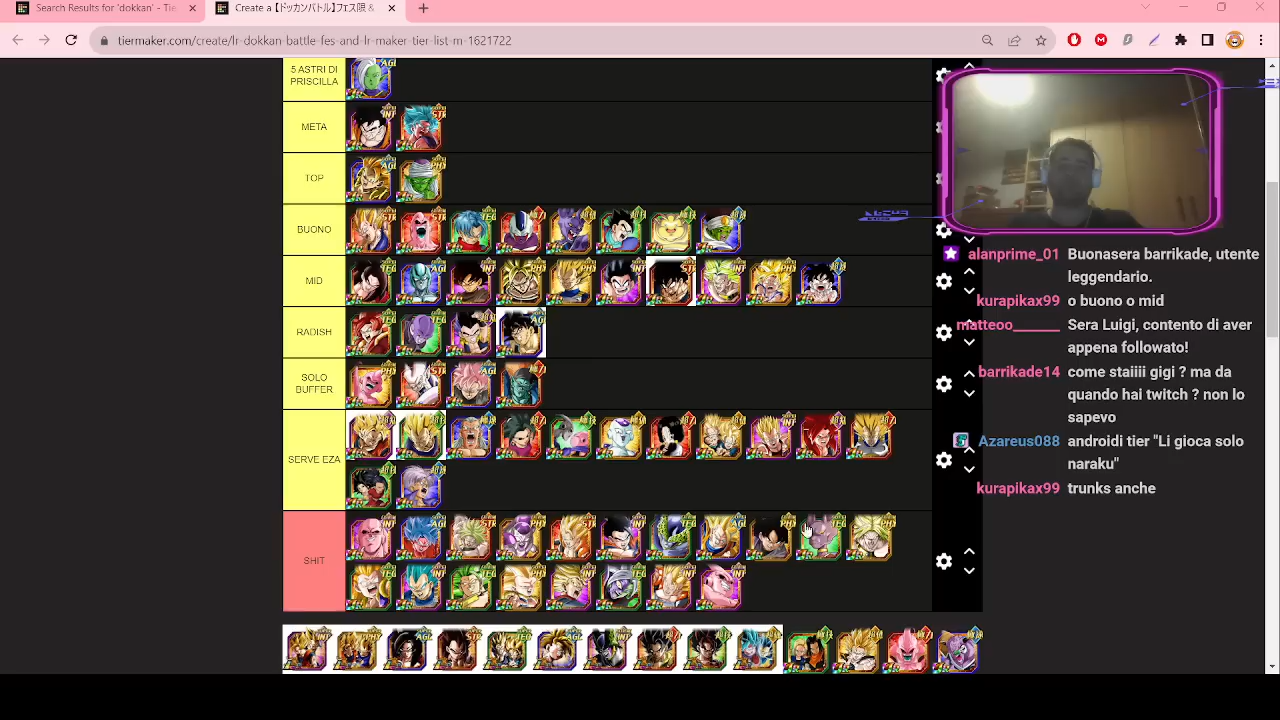 Search Results for 'dokkan' - Tie
Create a 【ドッカンバトル】フェス限 &
tiermaker.com/create/lr-dokkan-battle-fes-and-lr-maker-tier-list-m-1621722
5 ASTRI DI
PRISCILLA
META
TOP
BUONO
MID
RADISH
SOLO
BUFFER
SERVE EZA
SHIT
alanprime_01 Buonasera barrikade, utente
leggendario.
kurapikax99 o buono o mid
matteoo_______ Sera Luigi, contento di aver
appena followato!
barrikade14 come staiiii gigi ? ma da
quando hai twitch ? non lo
sapevo
Azareus088 androidi tier "Li gioca solo
naraku"
kurapikax99 trunks anche